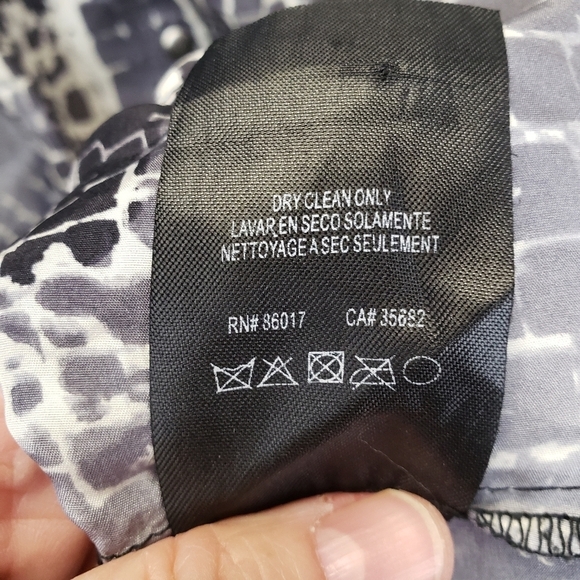 DRY CLEAN ONLY
LAVAR EN SECO SOLAMENTE
NETTOYAGE A SEC SEULEMENT
RN# 86017 CA# 35682